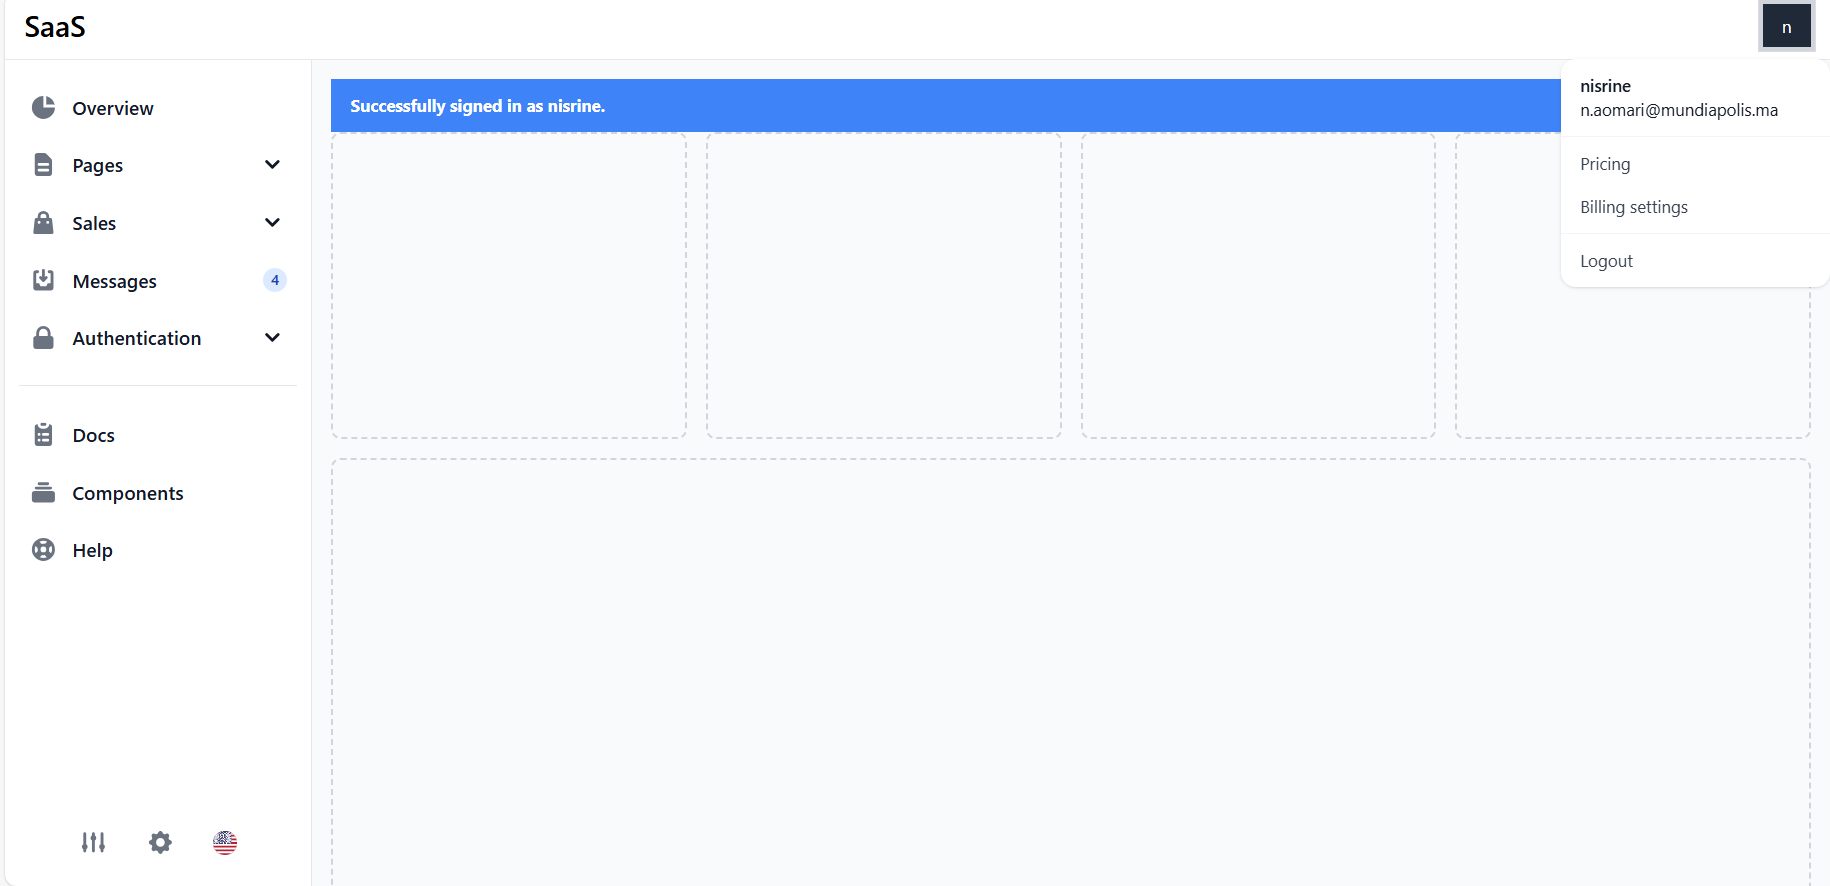 SaaS
n
nisrine
n.aomari@mundiapolis.ma
Pricing
Billing settings
Logout
Overview
Pages
Sales
Messages 4
Authentication
Docs
Components
Help
Successfully signed in as nisrine.